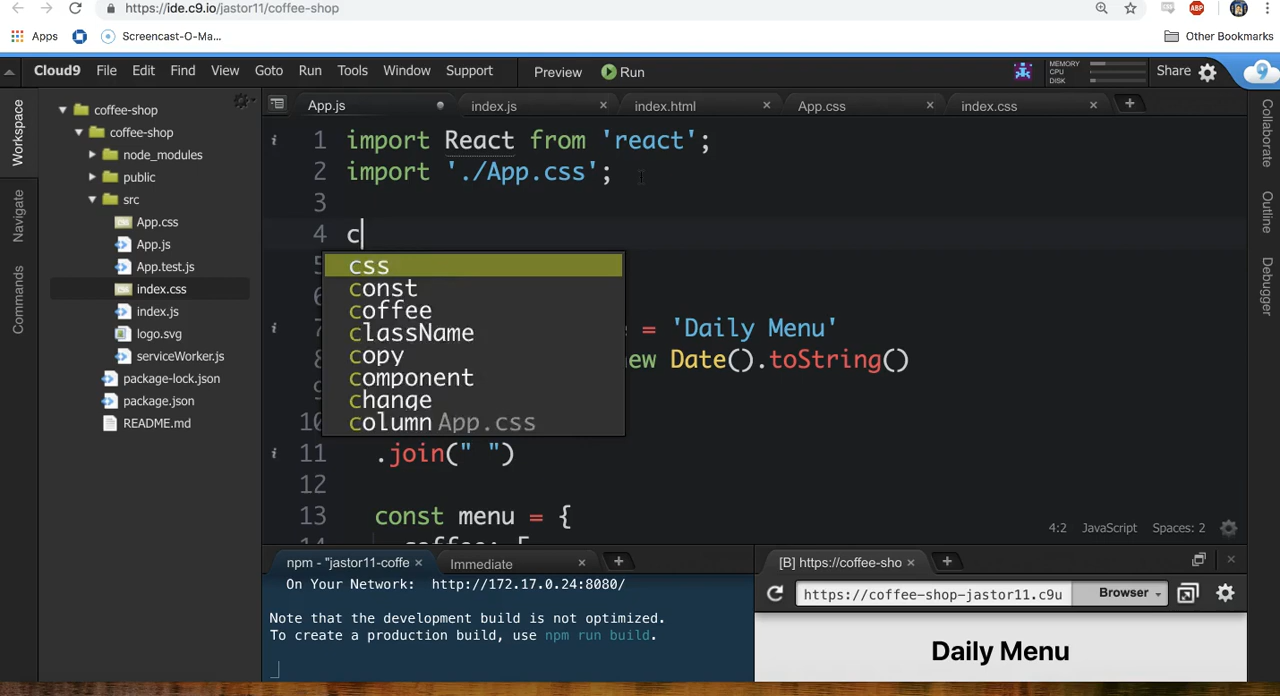 https://ide.c9.io/jastor11/coffee-shop
ABP
Apps
Screencast-O-Ma...
Other Bookmarks
Cloud9 File Edit Find View Goto Run Tools Window Support Preview Run
MEMORY
CPU
DISK
Share
9
App.js index.js index.html App.css index.css
Workspace
Navigate
Commands
coffee-shop
coffee-shop
node_modules
public
src
App.css
App.js
App.test.js
index.css
index.js
logo.svg
serviceWorker.js
package-lock.json
package.json
README.md
1 import React from 'react';
2 import './App.css';
3
4 c
css
const
coffee
className
copy
component
change
column App.css
= 'Daily Menu'
new Date().toString()
10
11 .join(" ")
12
13 const menu = {
4:2 JavaScript Spaces: 2
Collaborate
Outline
Debugger
npm - "jastor11-coffe
Immediate
On Your Network: http://172.17.0.24:8080/
Note that the development build is not optimized.
To create a production build, use npm run build.
[B] https://coffee-sho
https://coffee-shop-jastor11.c9u
Browser
Daily Menu